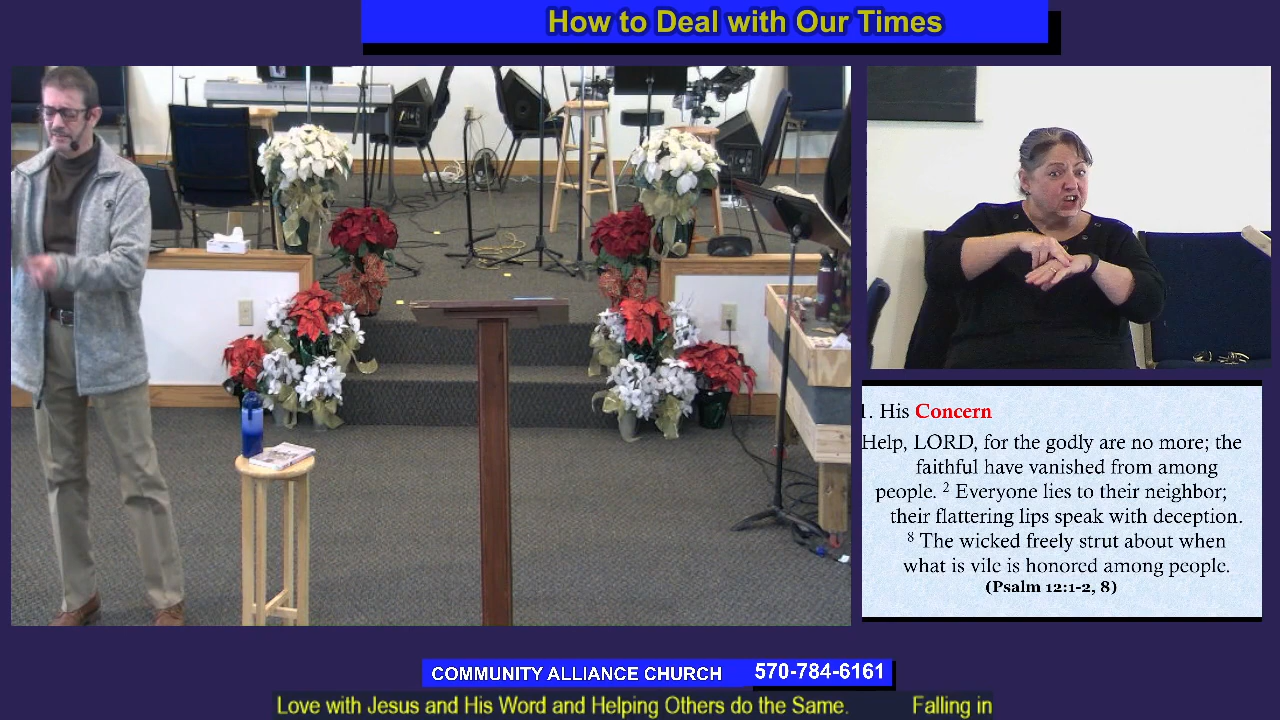 How to Deal with Our Times
1. His Concern
Help, LORD, for the godly are no more; the
faithful have vanished from among
people. 2 Everyone lies to their neighbor;
their flattering lips speak with deception.
8 The wicked freely strut about when
what is vile is honored among people.
(Psalm 12:1-2, 8)
COMMUNITY ALLIANCE CHURCH 570-784-6161
Love with Jesus and His Word and Helping Others do the Same. Falling in